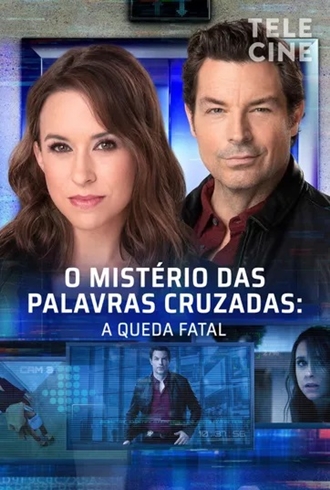 TELE
CINE
O MISTÉRIO DAS
PALAVRAS CRUZADAS:
A QUEDA FATAL
CAM 3